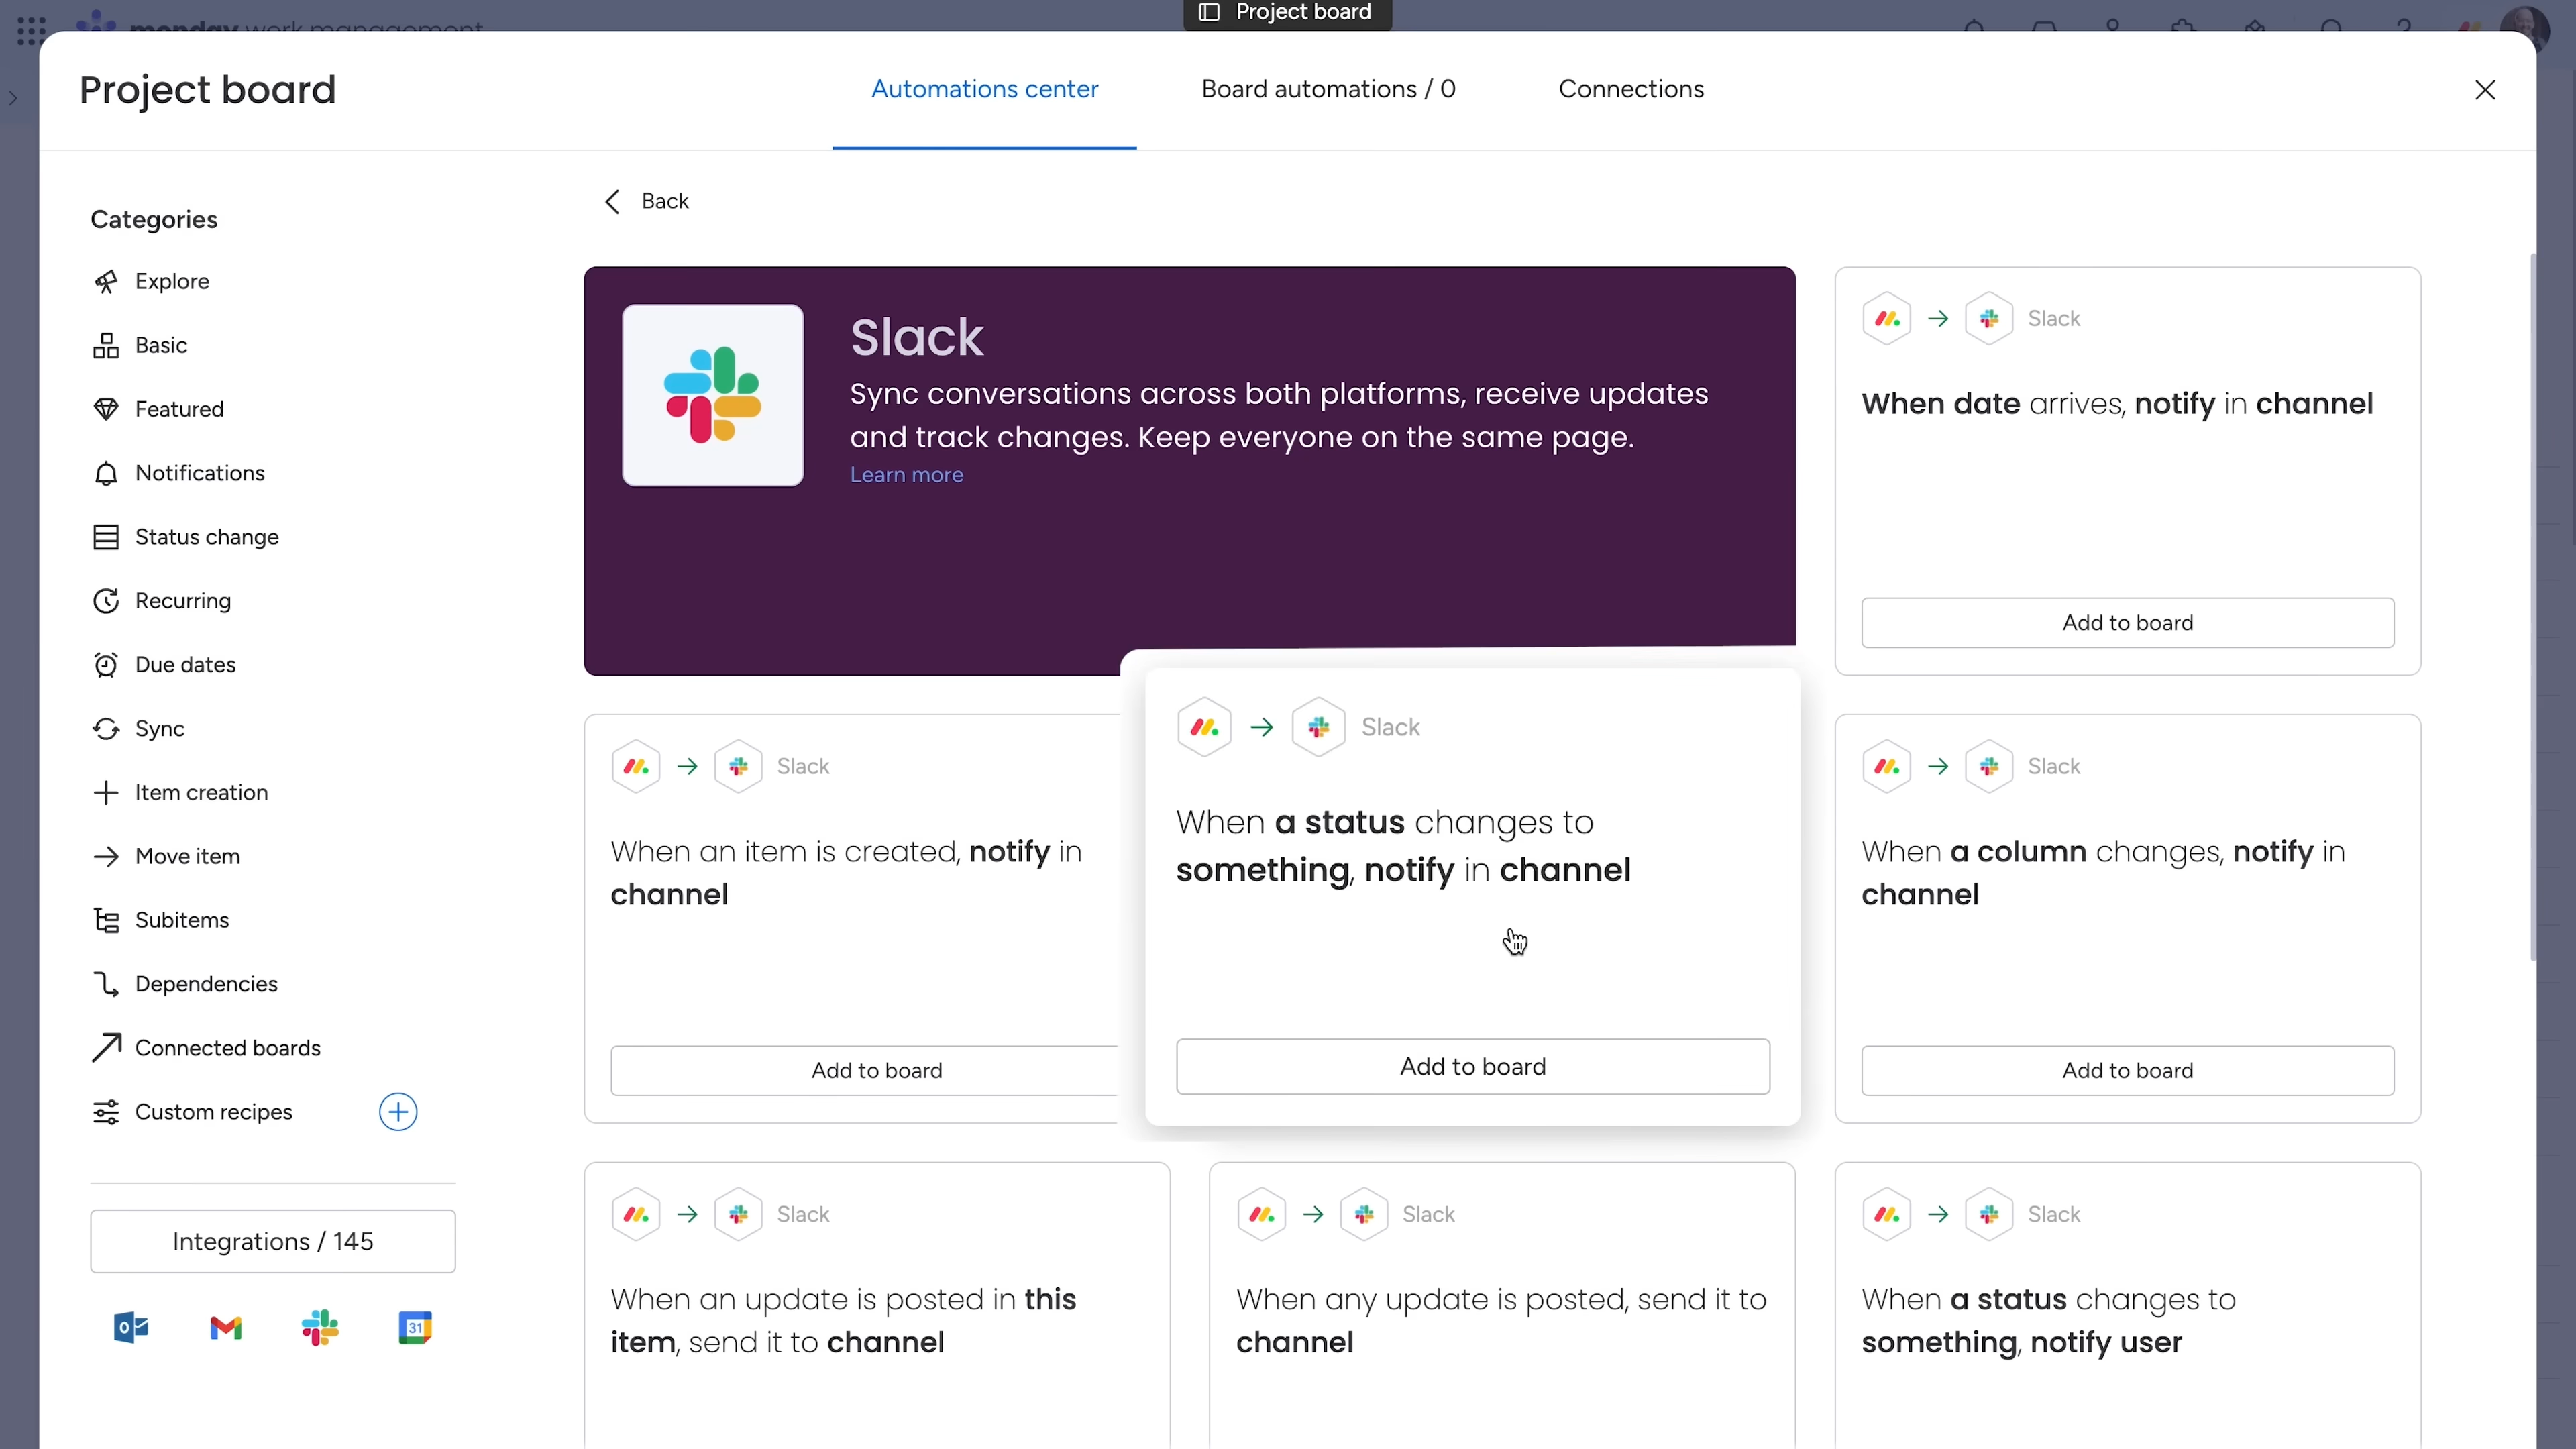 Project board
monday work management
Project board
Automations center
Board automations / 0
Connections
Categories
Explore
Basic
Featured
Notifications
Status change
Recurring
Due dates
Sync
Item creation
Move item
Subitems
Dependencies
Connected boards
Custom recipes
Integrations / 145
31
Back
Slack
Sync conversations across both platforms, receive updates
and track changes. Keep everyone on the same page.
Learn more
Slack
When date arrives, notify in channel
Add to board
Slack
When an item is created, notify in
channel
Add to board
Slack
When a status changes to
something, notify in channel
Add to board
Slack
When a column changes, notify in
channel
Add to board
Slack
When an update is posted in this
item, send it to channel
Slack
When any update is posted, send it to
channel
Slack
When a status changes to
something, notify user